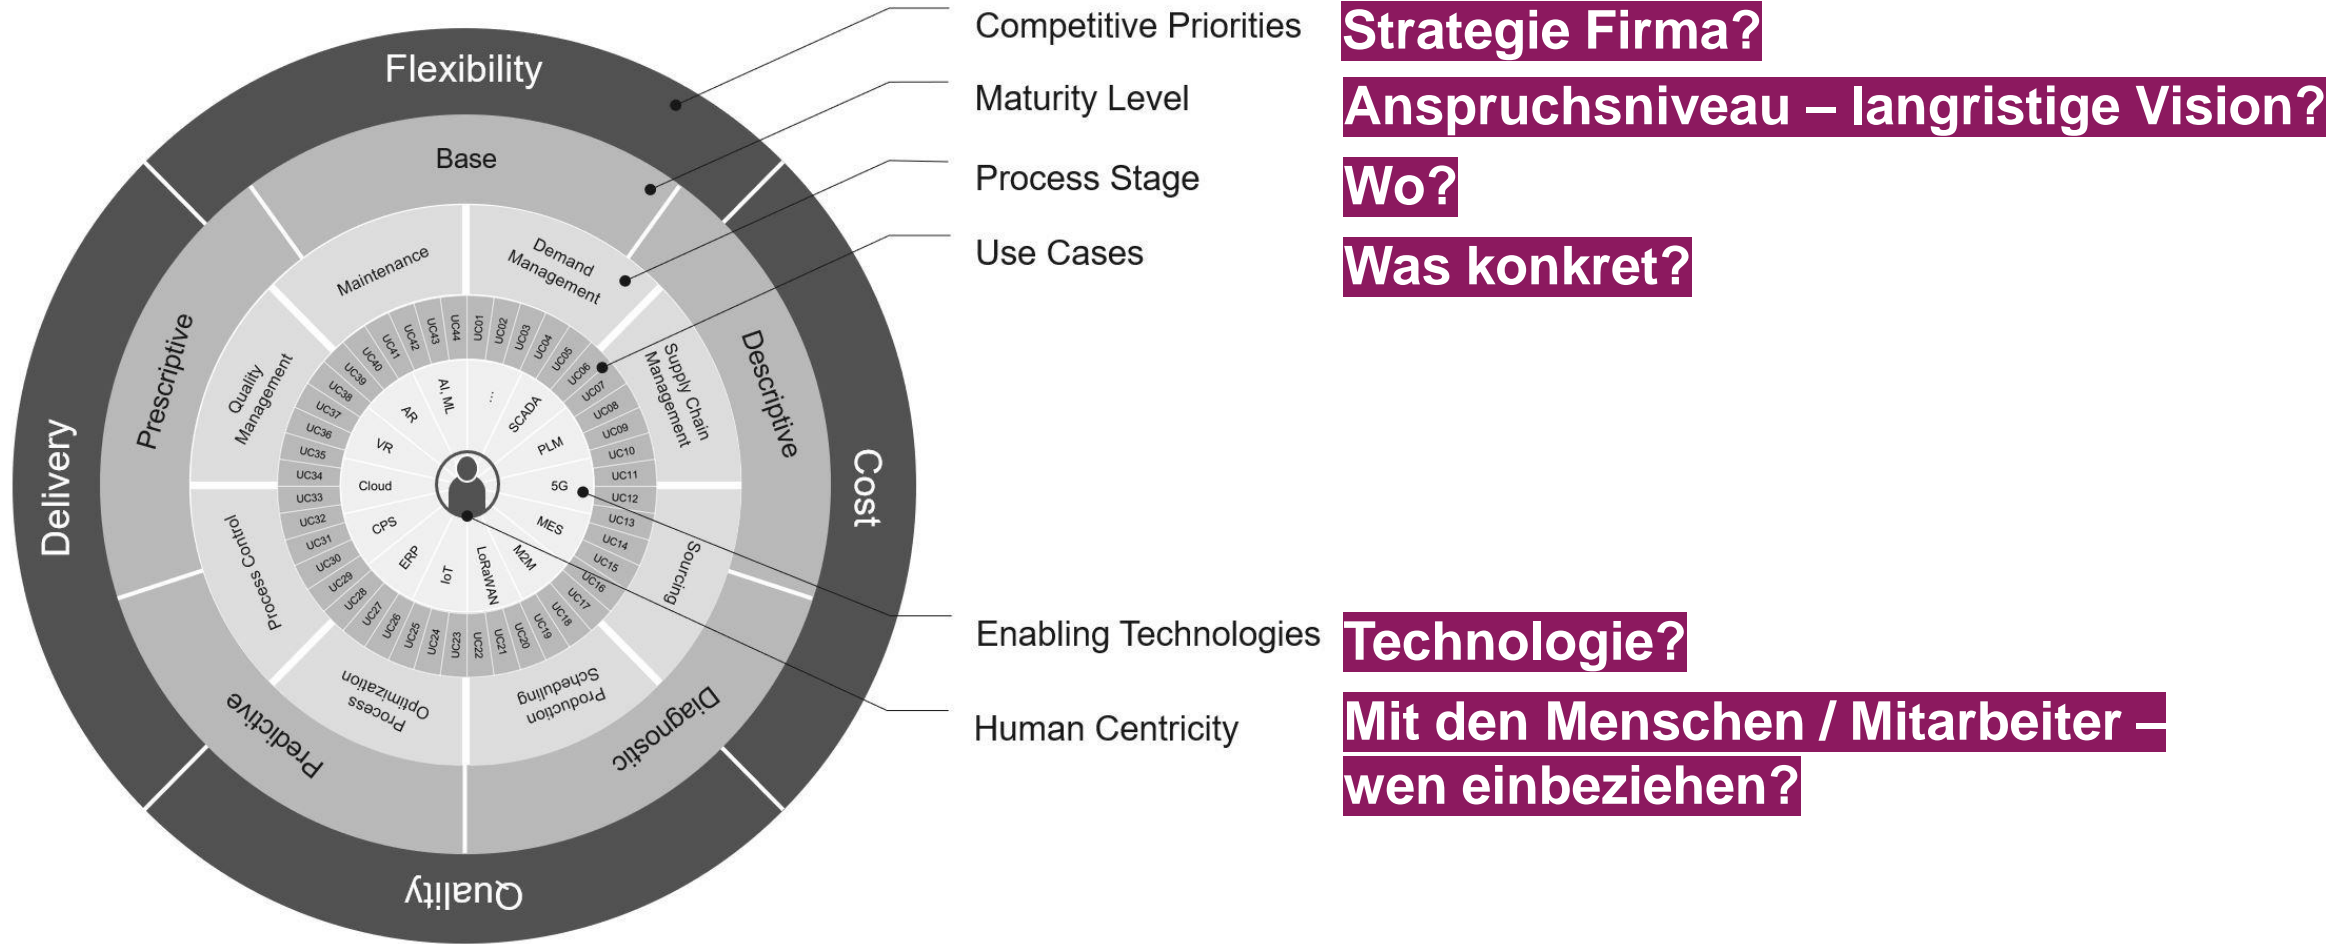 Flexibility
Cost
Quality
Delivery
Base
Descriptive
Diagnostic
Predictive
Prescriptive
Demand
Management
Supply Chain
Management
Sourcing
Production
Scheduling
Process
Optimization
Process Control
Quality
Management
Maintenance
UC01
UC02
UC03
UC04
UC05
UC06
UC07
UC08
UC09
UC10
UC11
UC12
UC13
UC14
UC15
UC16
UC17
UC18
UC19
UC20
UC21
UC22
UC23
UC24
UC25
UC26
UC27
UC28
UC29
UC30
UC31
UC32
UC33
UC34
UC35
UC36
UC37
UC38
UC39
UC40
UC41
UC42
UC43
UC44
...
SCADA
PLM
5G
MES
M2M
LoRaWAN
IoT
ERP
CPS
Cloud
VR
AR
AI, ML
Competitive Priorities
Strategie Firma?
Maturity Level
Anspruchsniveau – langristige Vision?
Process Stage
Wo?
Use Cases
Was konkret?
Enabling Technologies
Technologie?
Human Centricity
Mit den Menschen / Mitarbeiter –
wen einbeziehen?